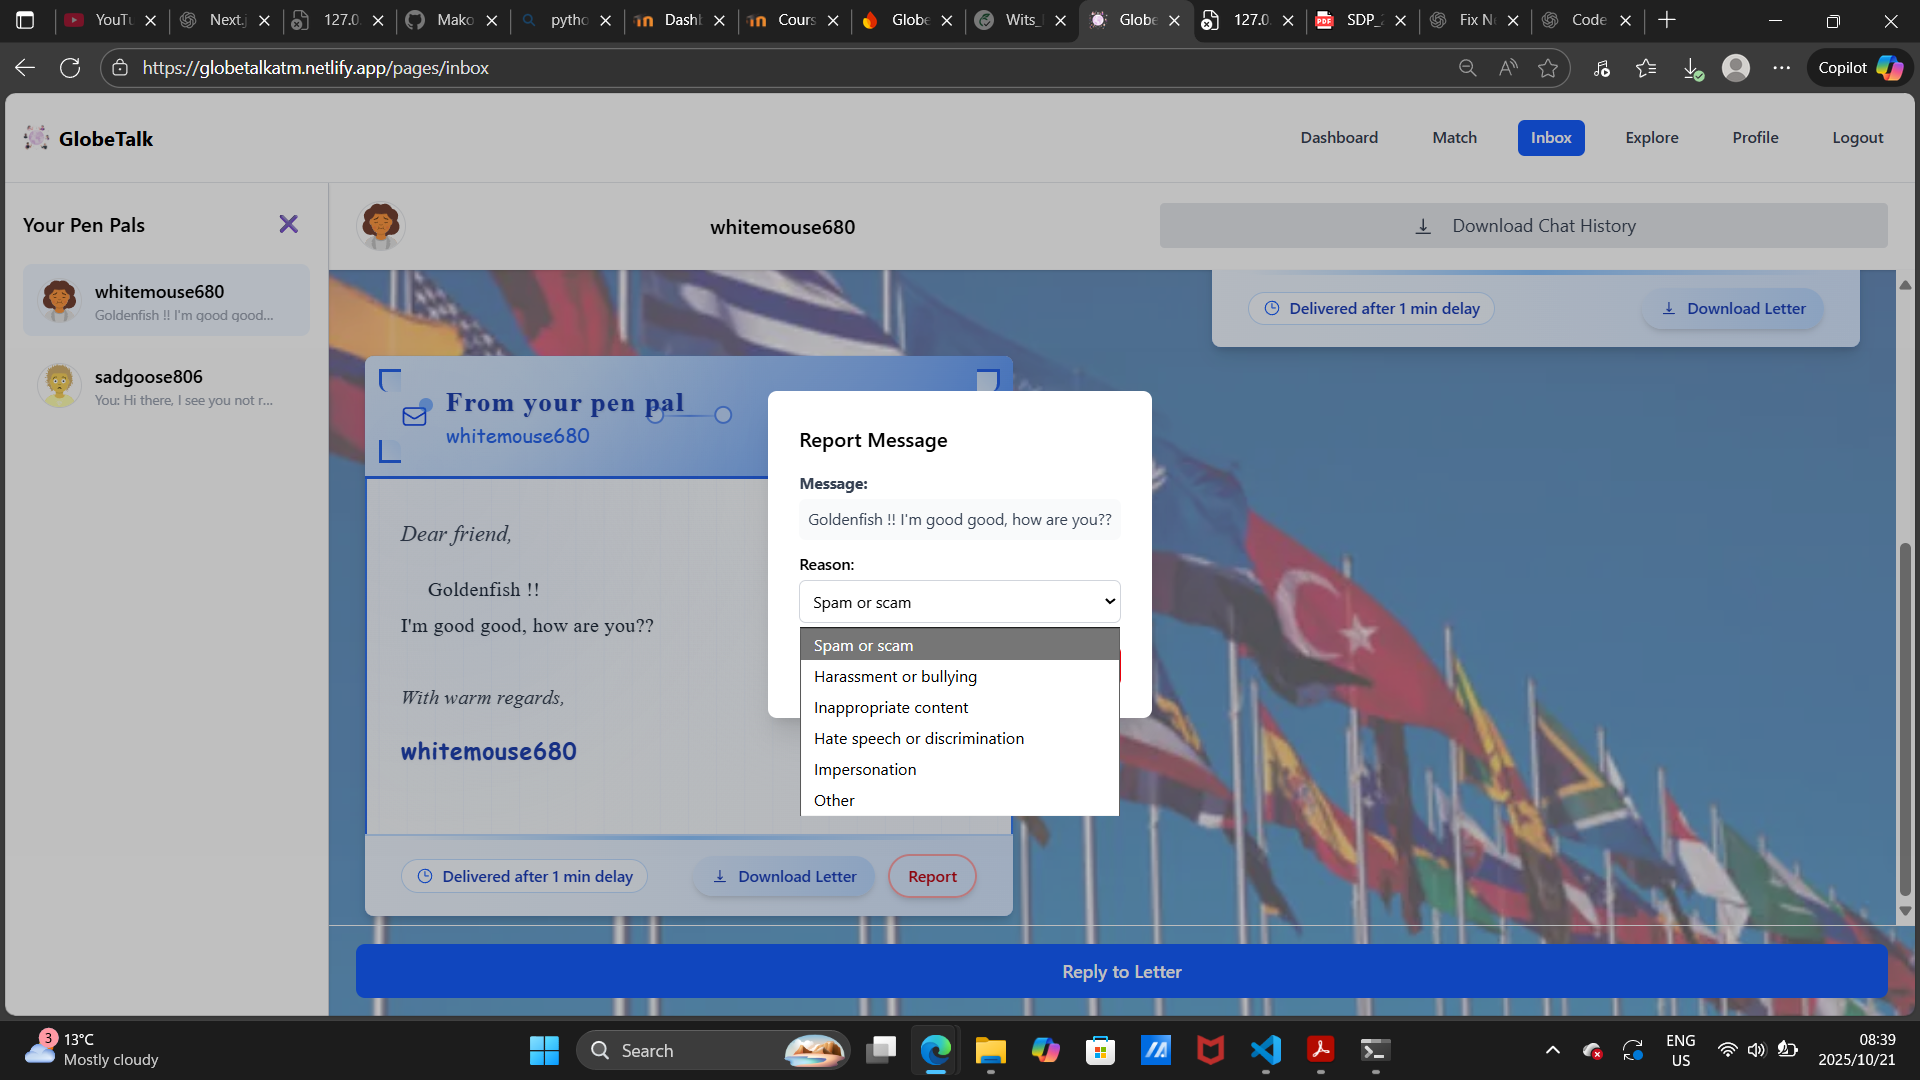 YouTu
Next.j
127.0.
Mako
pytho
Dashb
Cours
Globe
Wits_
Globe
127.0.
SDP_2
Fix N
Code
https://globetalkatm.netlify.app/pages/inbox
Copilot
GlobeTalk
Dashboard
Match
Inbox
Explore
Profile
Logout
Your Pen Pals
whitemouse680
Goldenfish !! I'm good good...
sadgoose806
You: Hi there, I see you not r...
whitemouse680
Download Chat History
Delivered after 1 min delay
Download Letter
From your pen pal
whitemouse680
Dear friend,
Goldenfish !!
I'm good good, how are you??
With warm regards,
whitemouse680
Delivered after 1 min delay
Download Letter
Report
Report Message
Message:
Goldenfish !! I'm good good, how are you??
Reason:
Spam or scam
Spam or scam
Harassment or bullying
Inappropriate content
Hate speech or discrimination
Impersonation
Other
Reply to Letter
3
13°C
Mostly cloudy
Search
ENG
US
08:39
2025/10/21